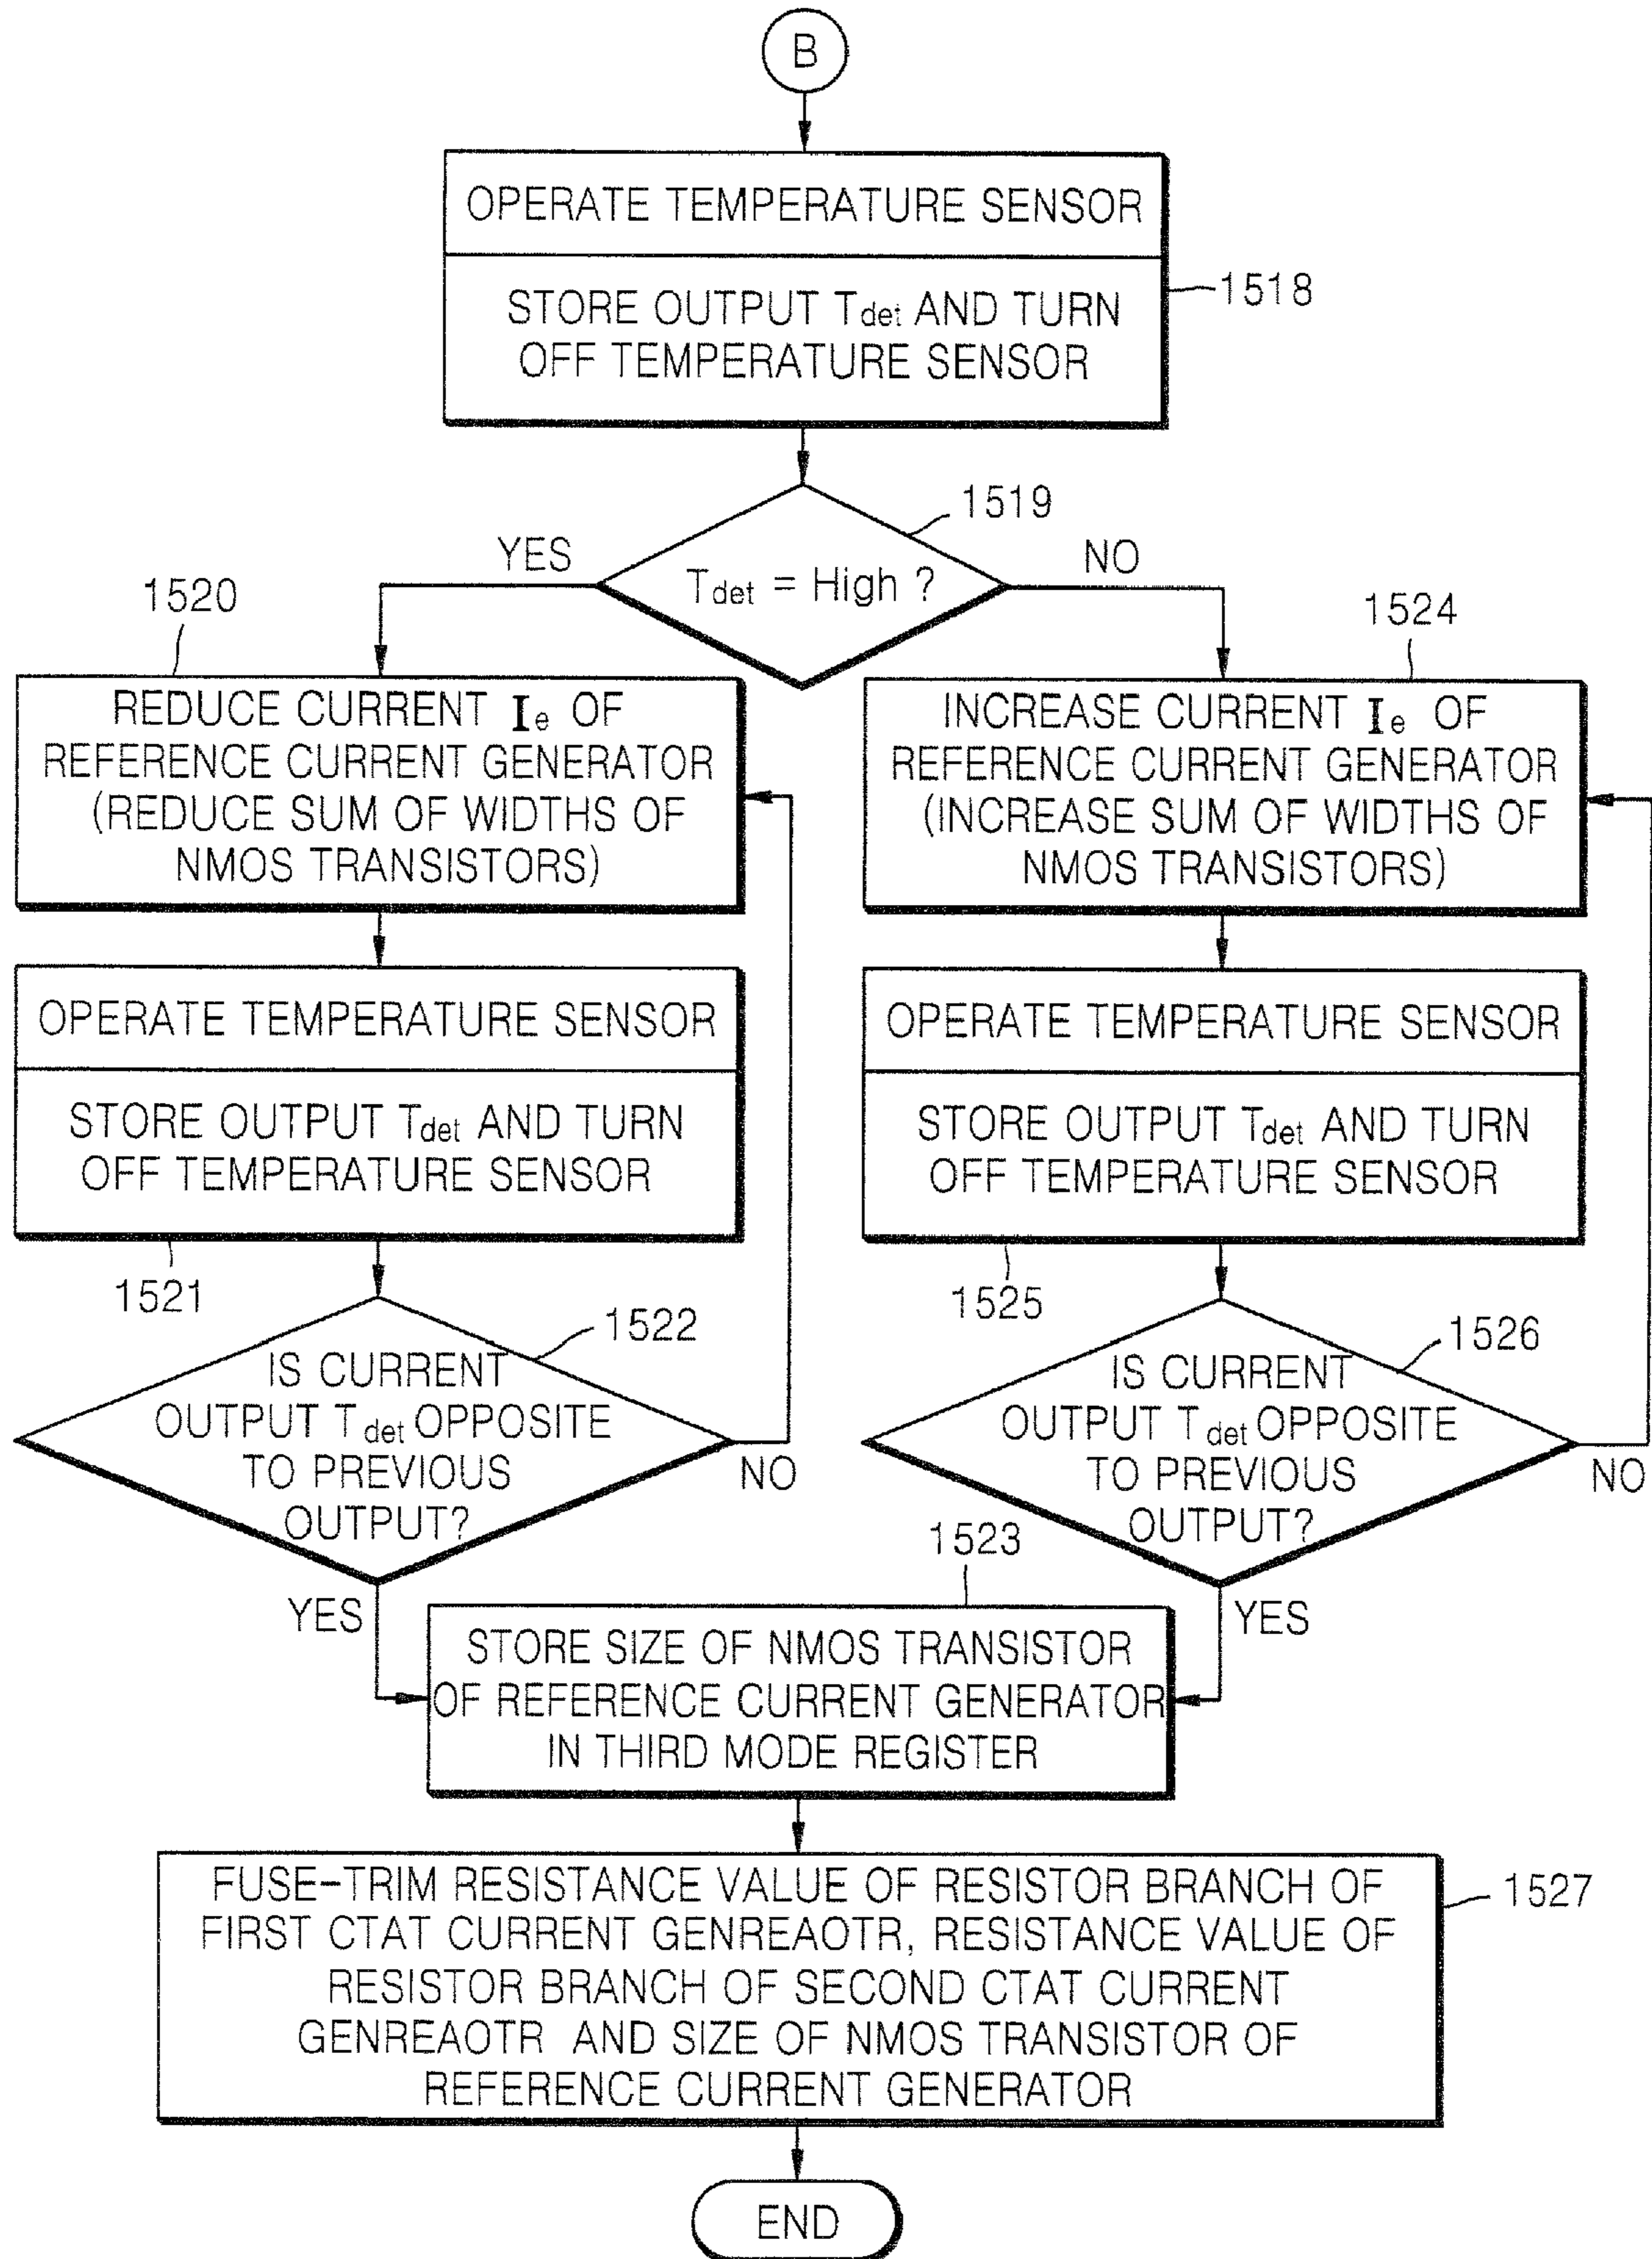 B
OPERATE TEMPERATURE SENSOR
STORE OUTPUT Tdet AND TURN
OFF TEMPERATURE SENSOR
1518
1519
Tdet = High ?
YES
NO
1520
REDUCE CURRENT Ie OF
REFERENCE CURRENT GENERATOR
(REDUCE SUM OF WIDTHS OF
NMOS TRANSISTORS)
1524
INCREASE CURRENT Ie OF
REFERENCE CURRENT GENERATOR
(INCREASE SUM OF WIDTHS OF
NMOS TRANSISTORS)
OPERATE TEMPERATURE SENSOR
STORE OUTPUT Tdet AND TURN
OFF TEMPERATURE SENSOR
1521
OPERATE TEMPERATURE SENSOR
STORE OUTPUT Tdet AND TURN
OFF TEMPERATURE SENSOR
1525
1522
IS CURRENT
OUTPUT Tdet OPPOSITE
TO PREVIOUS
OUTPUT?
NO
YES
1526
IS CURRENT
OUTPUT Tdet OPPOSITE
TO PREVIOUS
OUTPUT?
NO
YES
1523
STORE SIZE OF NMOS TRANSISTOR
OF REFERENCE CURRENT GENERATOR
IN THIRD MODE REGISTER
FUSE-TRIM RESISTANCE VALUE OF RESISTOR BRANCH OF
FIRST CTAT CURRENT GENREAOTR, RESISTANCE VALUE OF
RESISTOR BRANCH OF SECOND CTAT CURRENT
GENREAOTR AND SIZE OF NMOS TRANSISTOR OF
REFERENCE CURRENT GENERATOR
1527
END